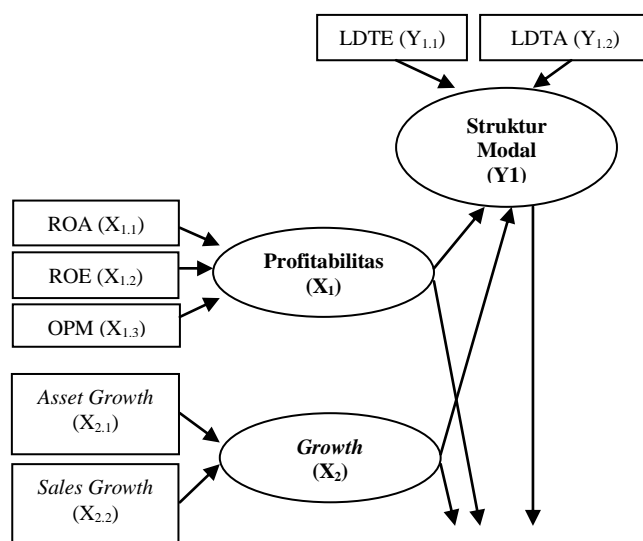 LDTE (Y1.1)
LDTA (Y1.2)
Struktur
Modal
(Y1)
ROA (X1.1)
ROE (X1.2)
OPM (X1.3)
Profitabilitas
(X1)
Asset Growth
(X2.1)
Sales Growth
(X2.2)
Growth
(X2)